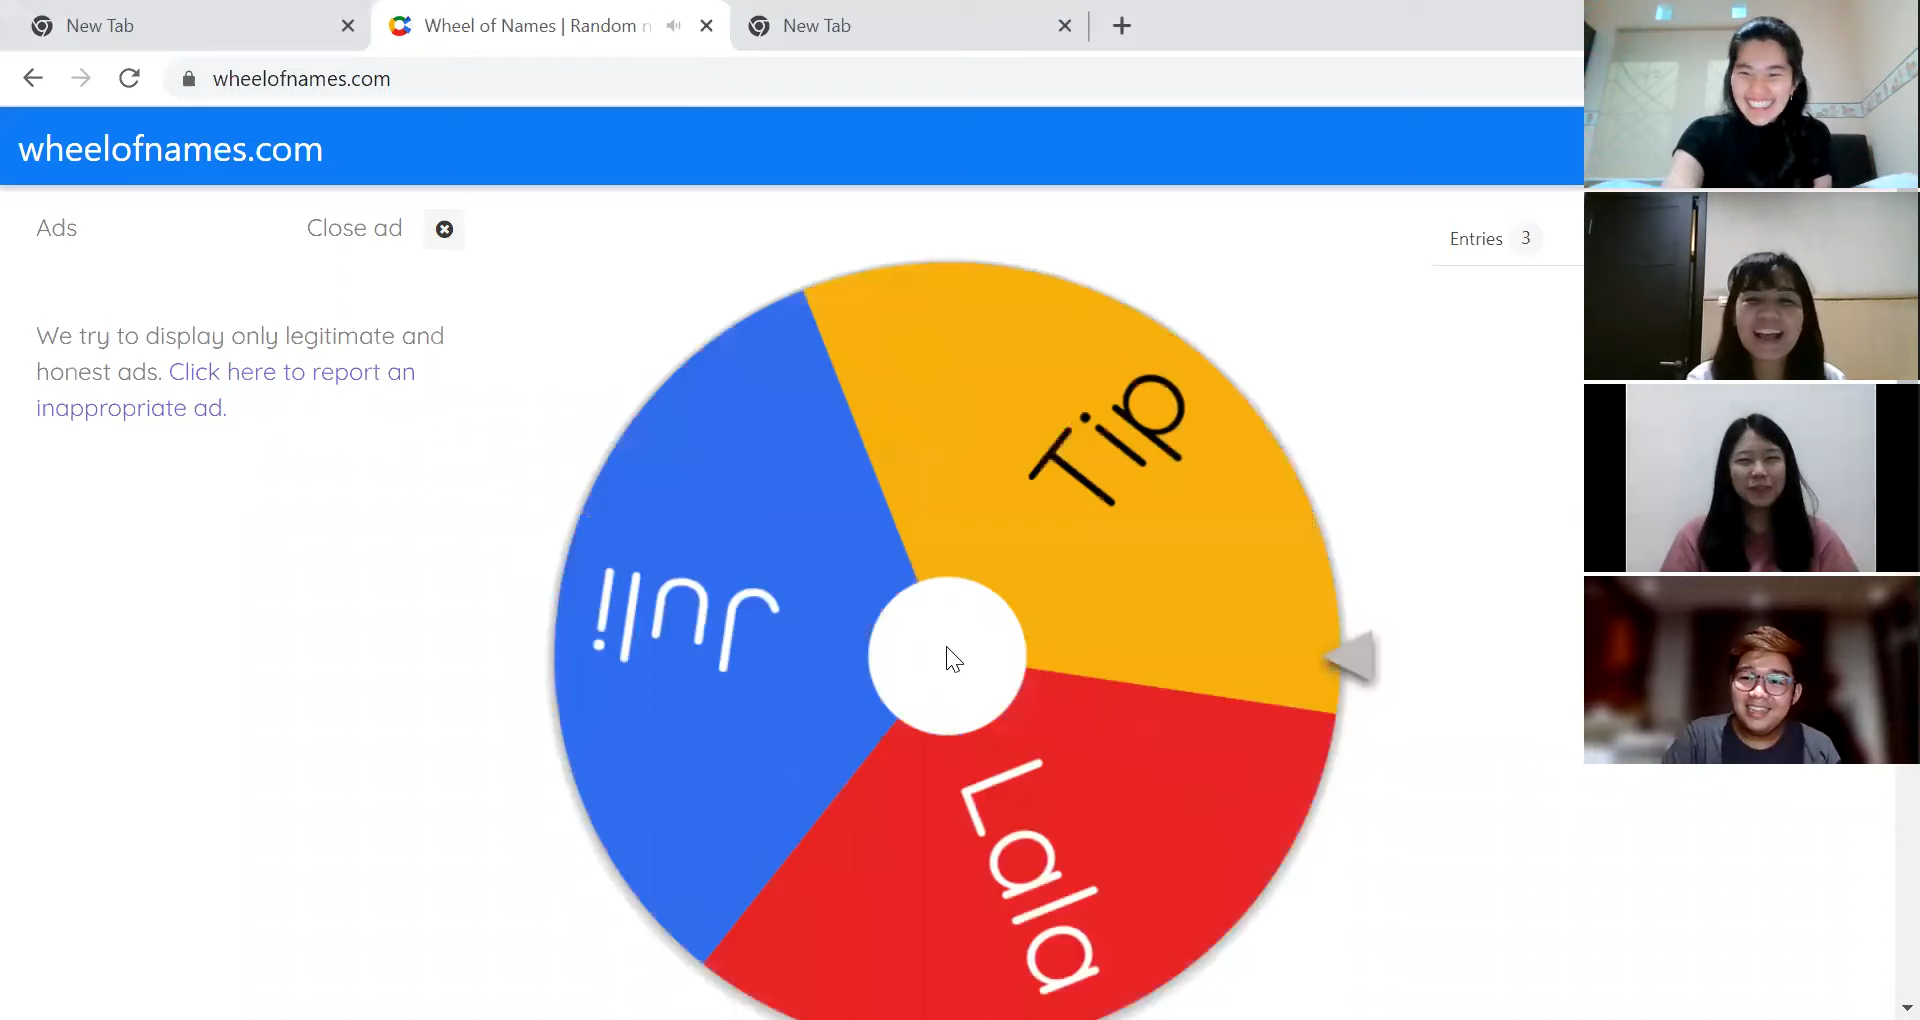 New Tab
Wheel of Names | Random n
New Tab
wheelofnames.com
wheelofnames.com
Ads
Close ad
Entries 3
We try to display only legitimate and
honest ads. Click here to report an
inappropriate ad.
Tip
Juli
Lala